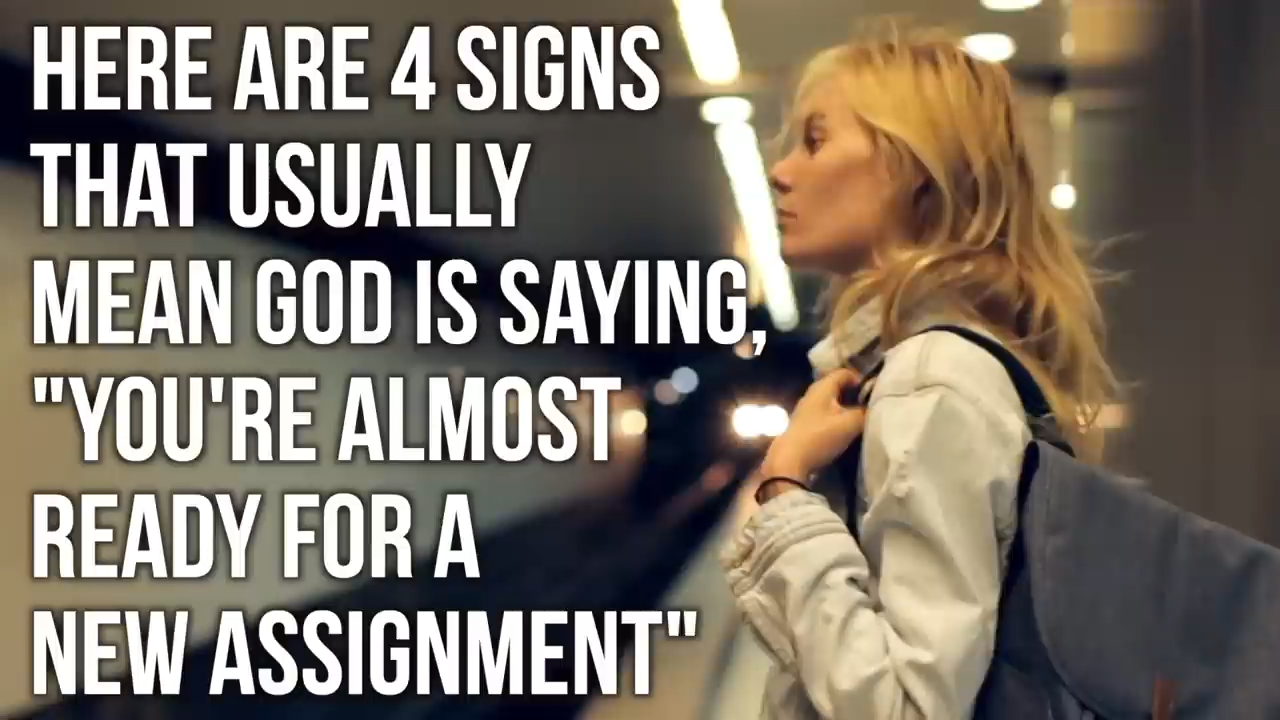 HERE ARE 4 SIGNS
THAT USUALLY
MEAN GOD IS SAYING,
"YOU'RE ALMOST
READY FOR A
NEW ASSIGNMENT"